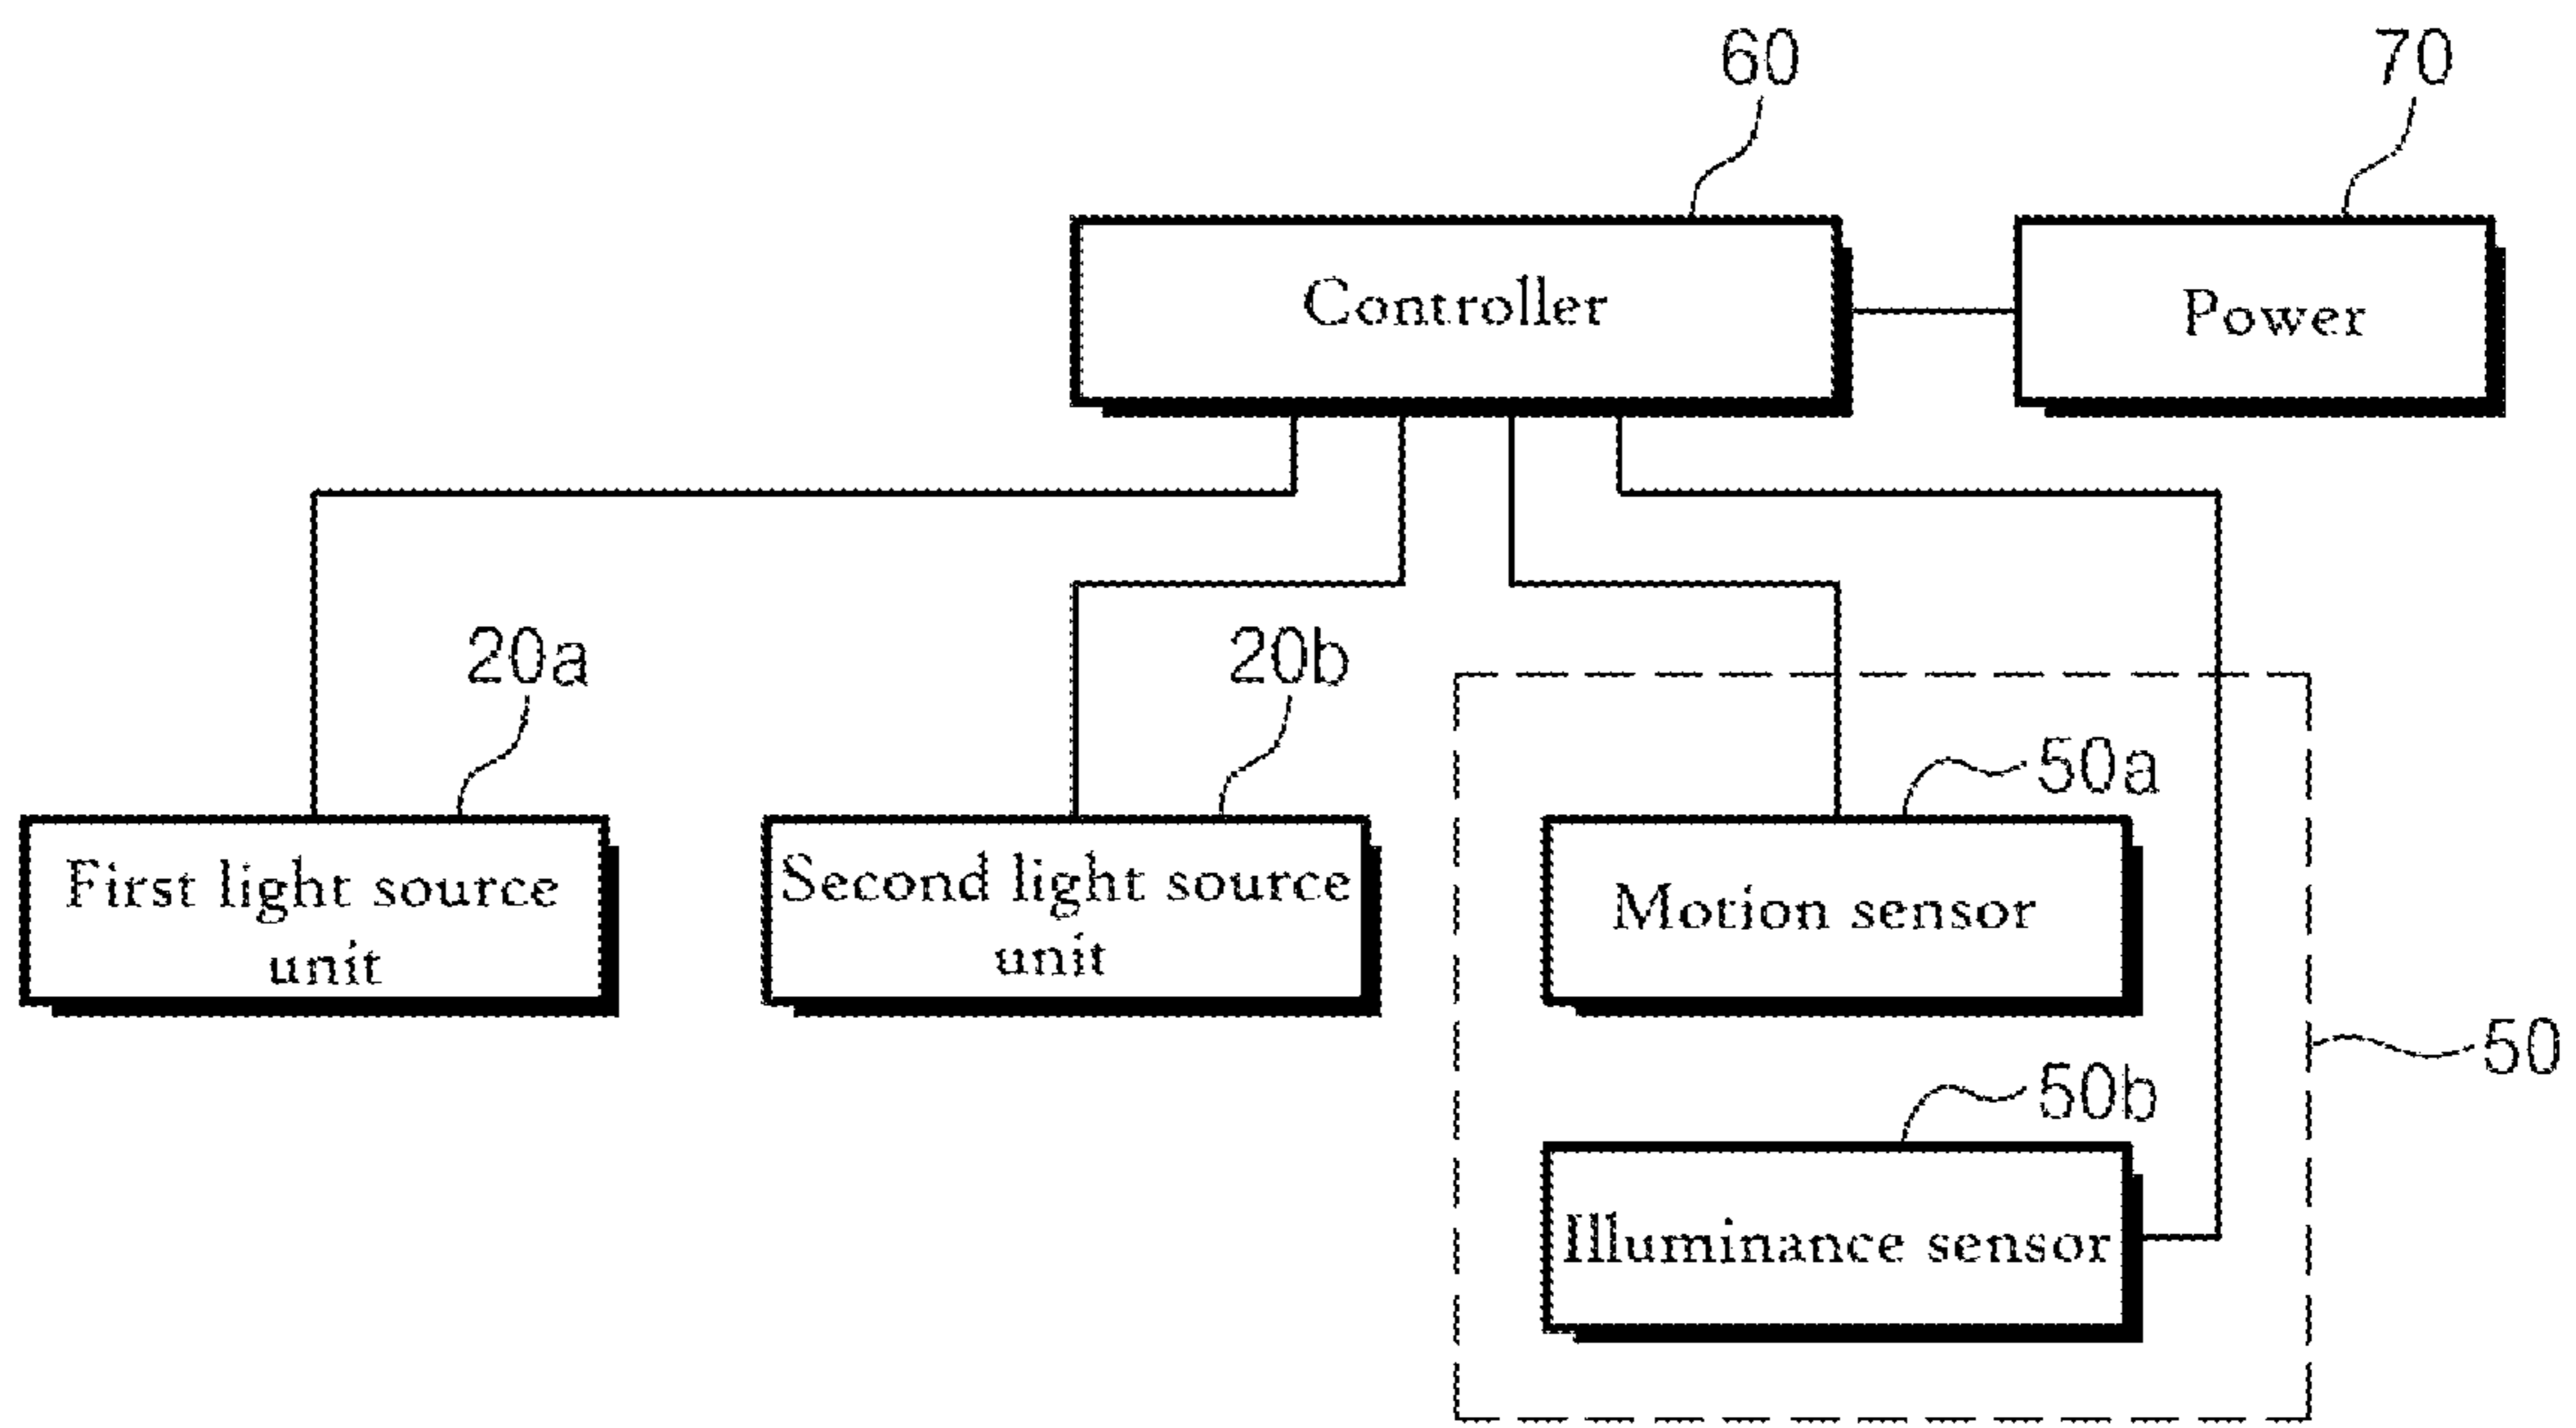 60
70
Controller
Power
20a
20b
50a
First light source
unit
Second light source
unit
Motion sensor
50
50b
Illuminance sensor